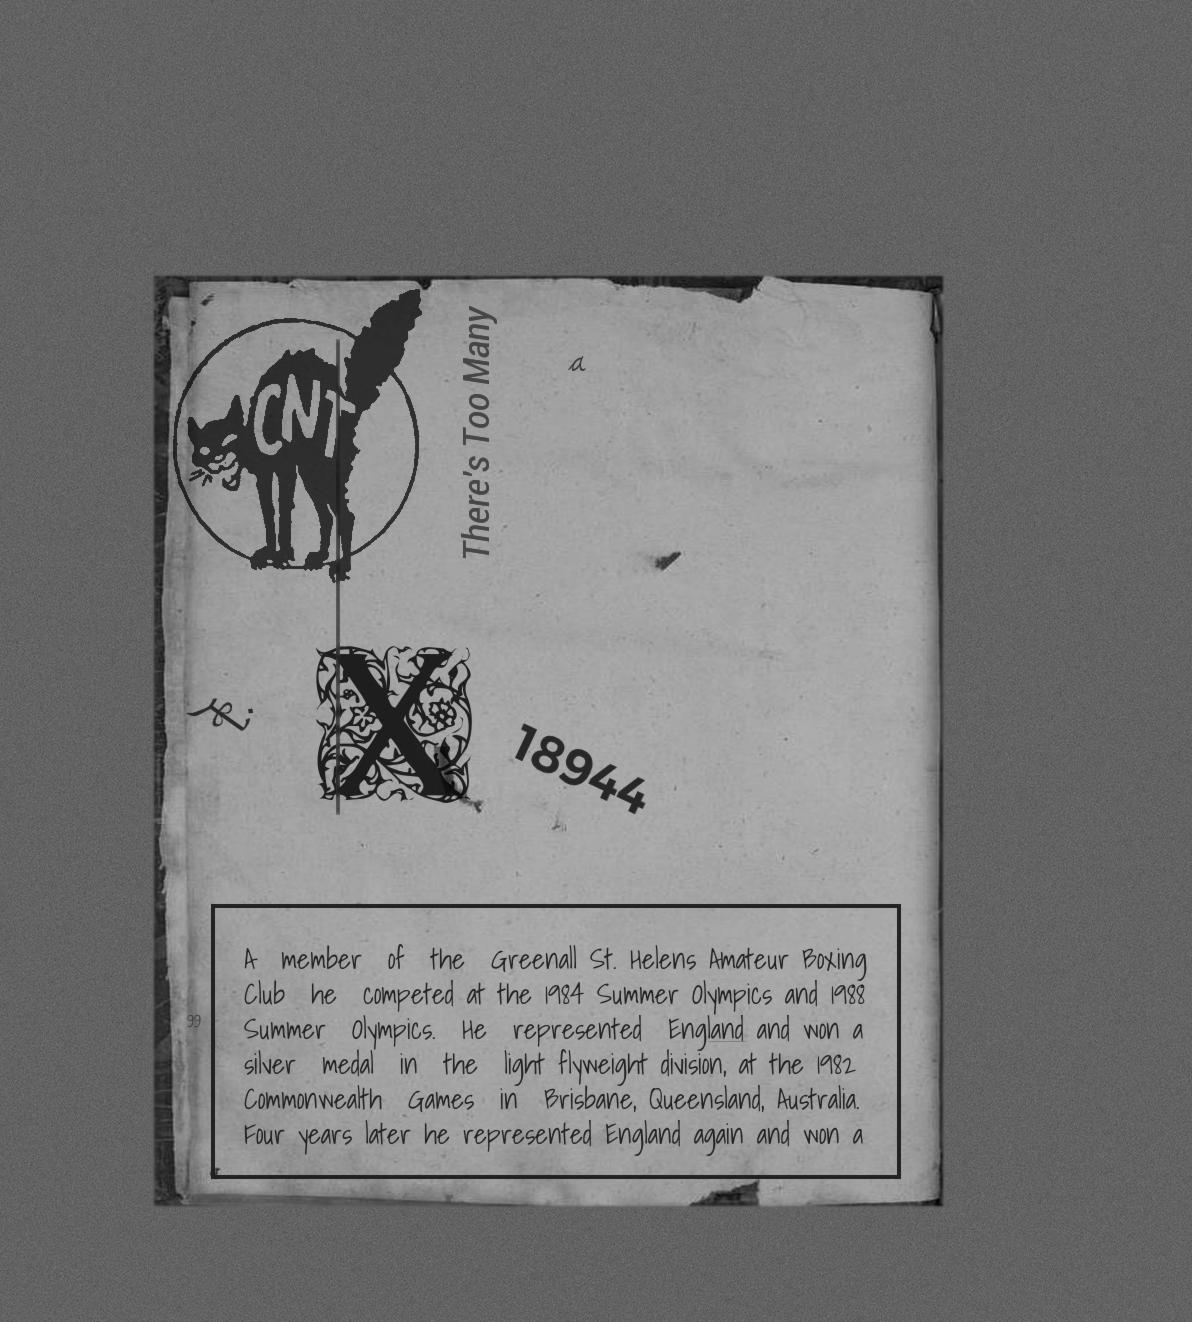 CNT
There's Too Many
a
&.
X
18944
A member of the Greenall St. Helens Amateur Boxing
Club he competed at the 1984 Summer Olympics and 1988
Summer Olympics. He represented England and won a
silver medal in the light flyweight division, at the 1982
Commonwealth Games in Brisbane, Queensland, Australia.
Four years later he represented England again and won a
99